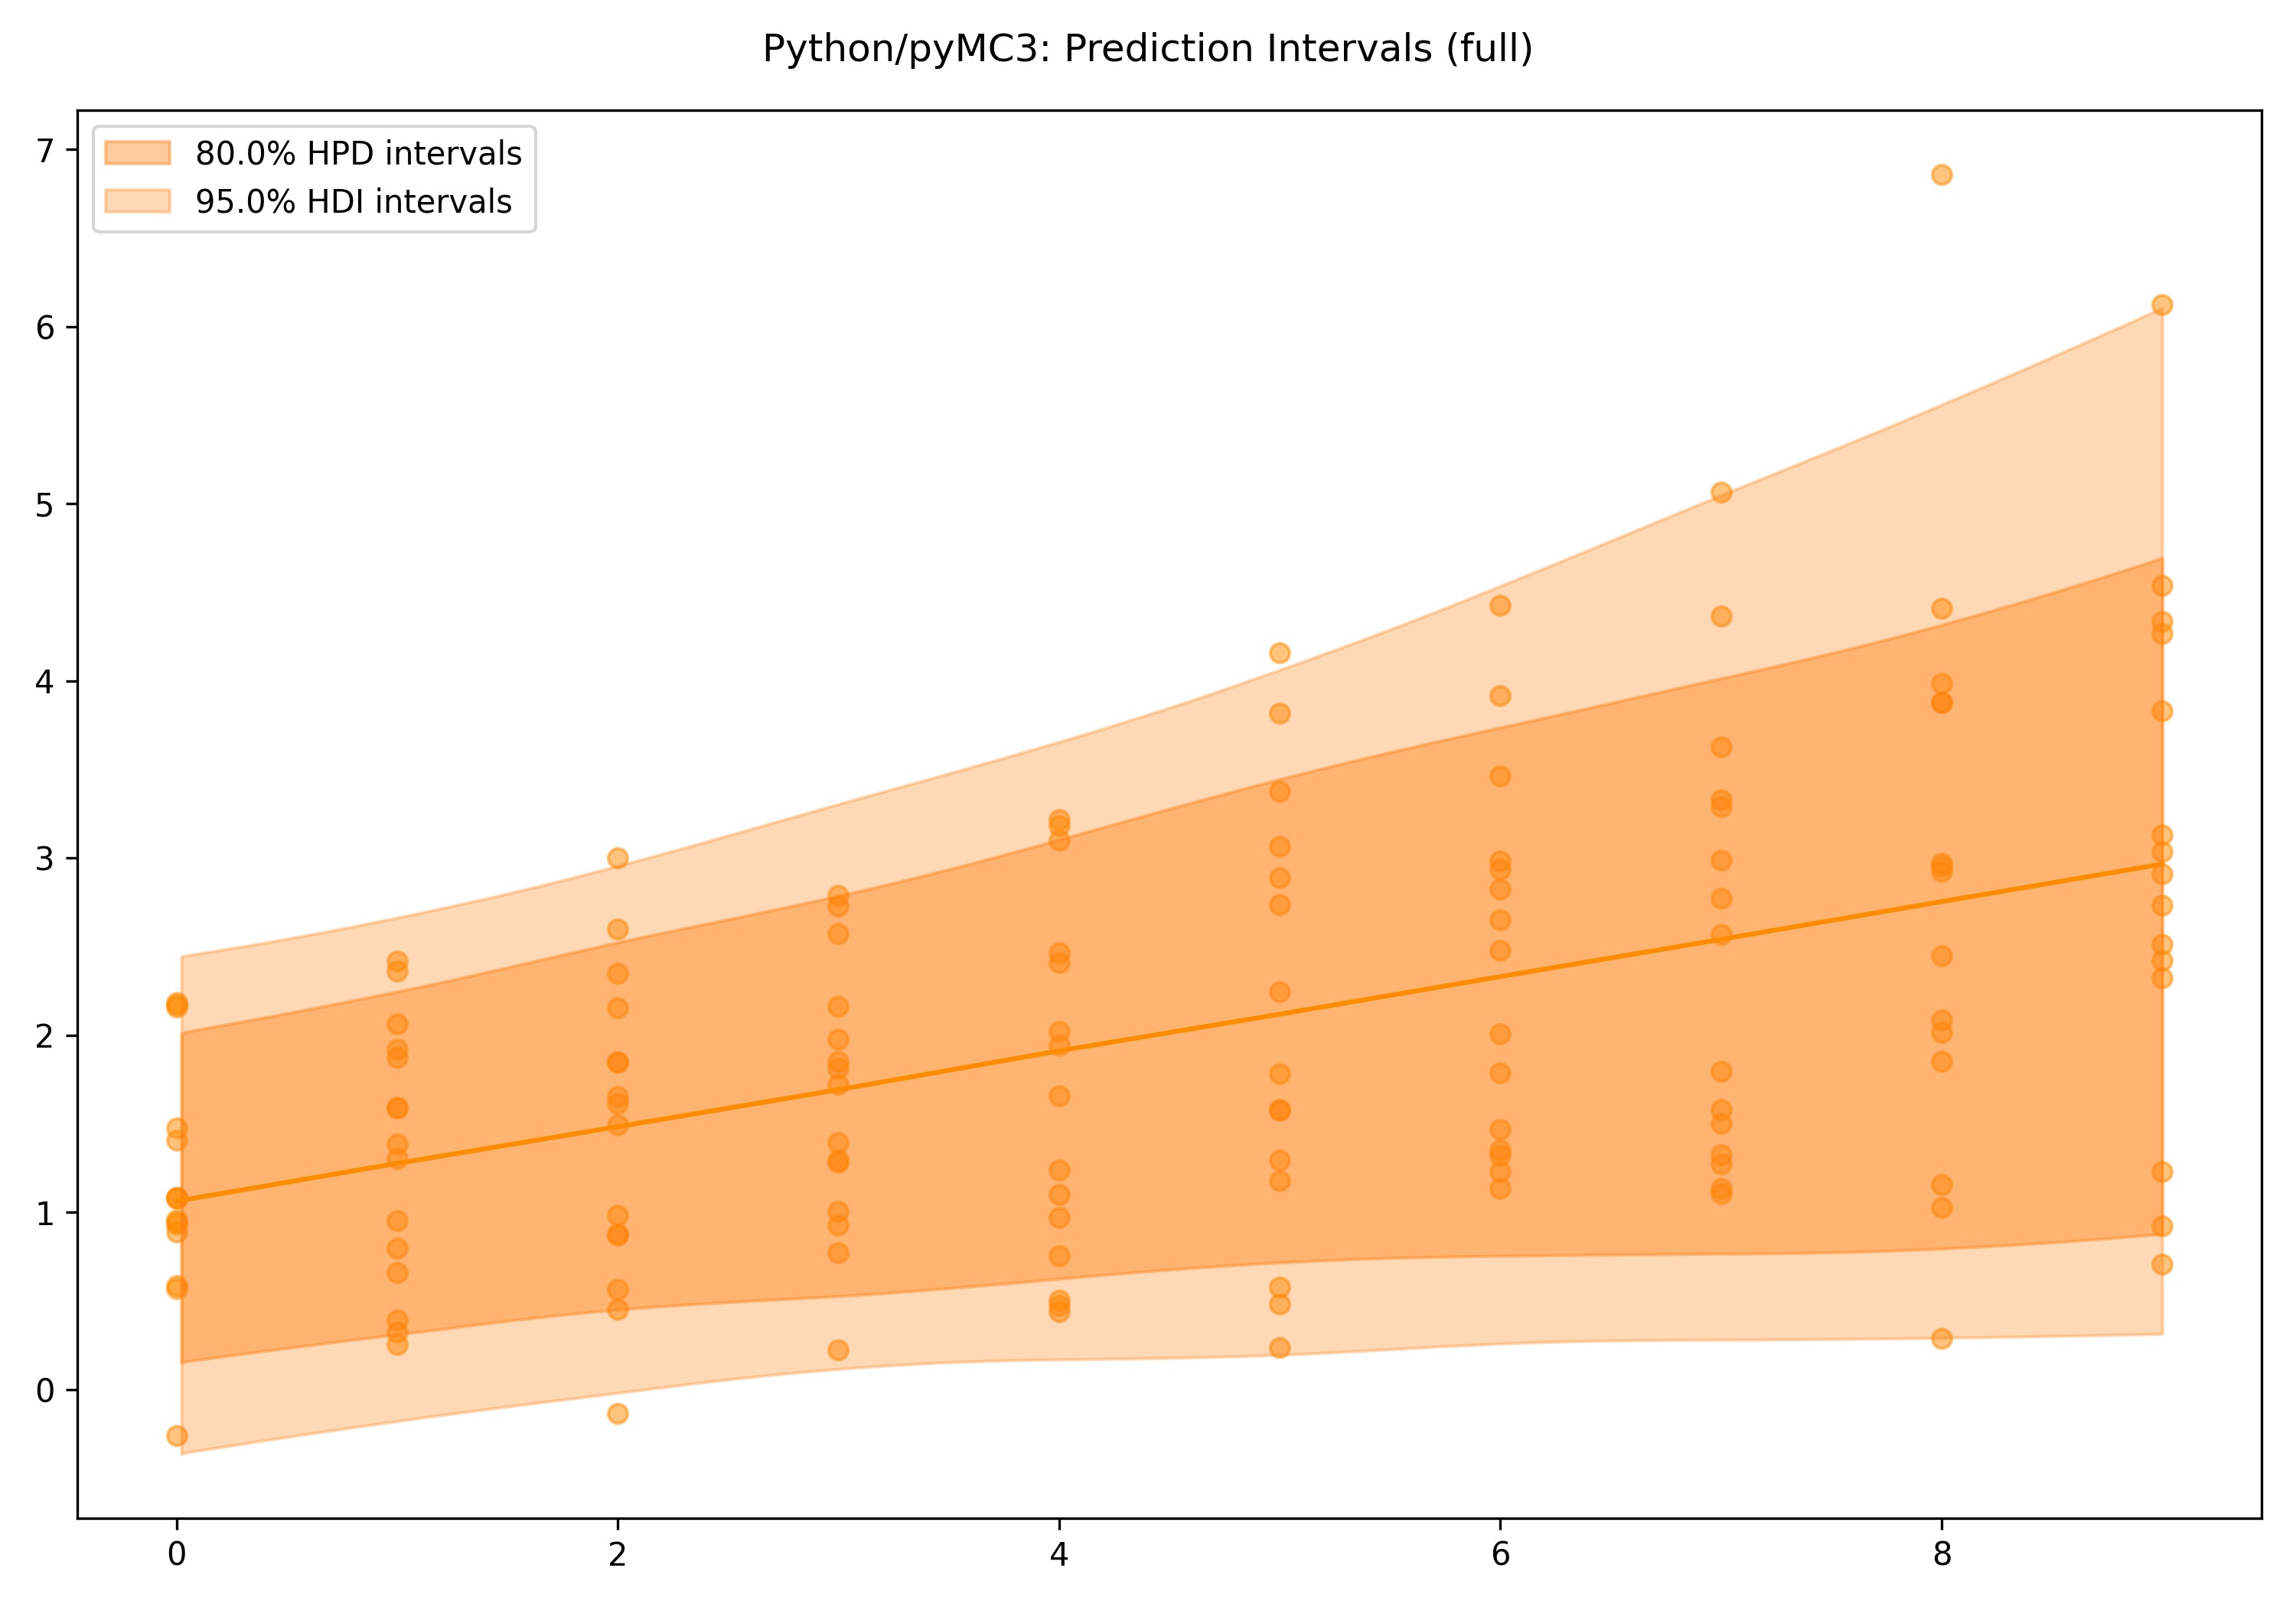 Python/pyMC3: Prediction Intervals (full)
80.0% HPD intervals
95.0% HDI intervals
7
6
5
4
3
2
1
0
0 2 4 6 8